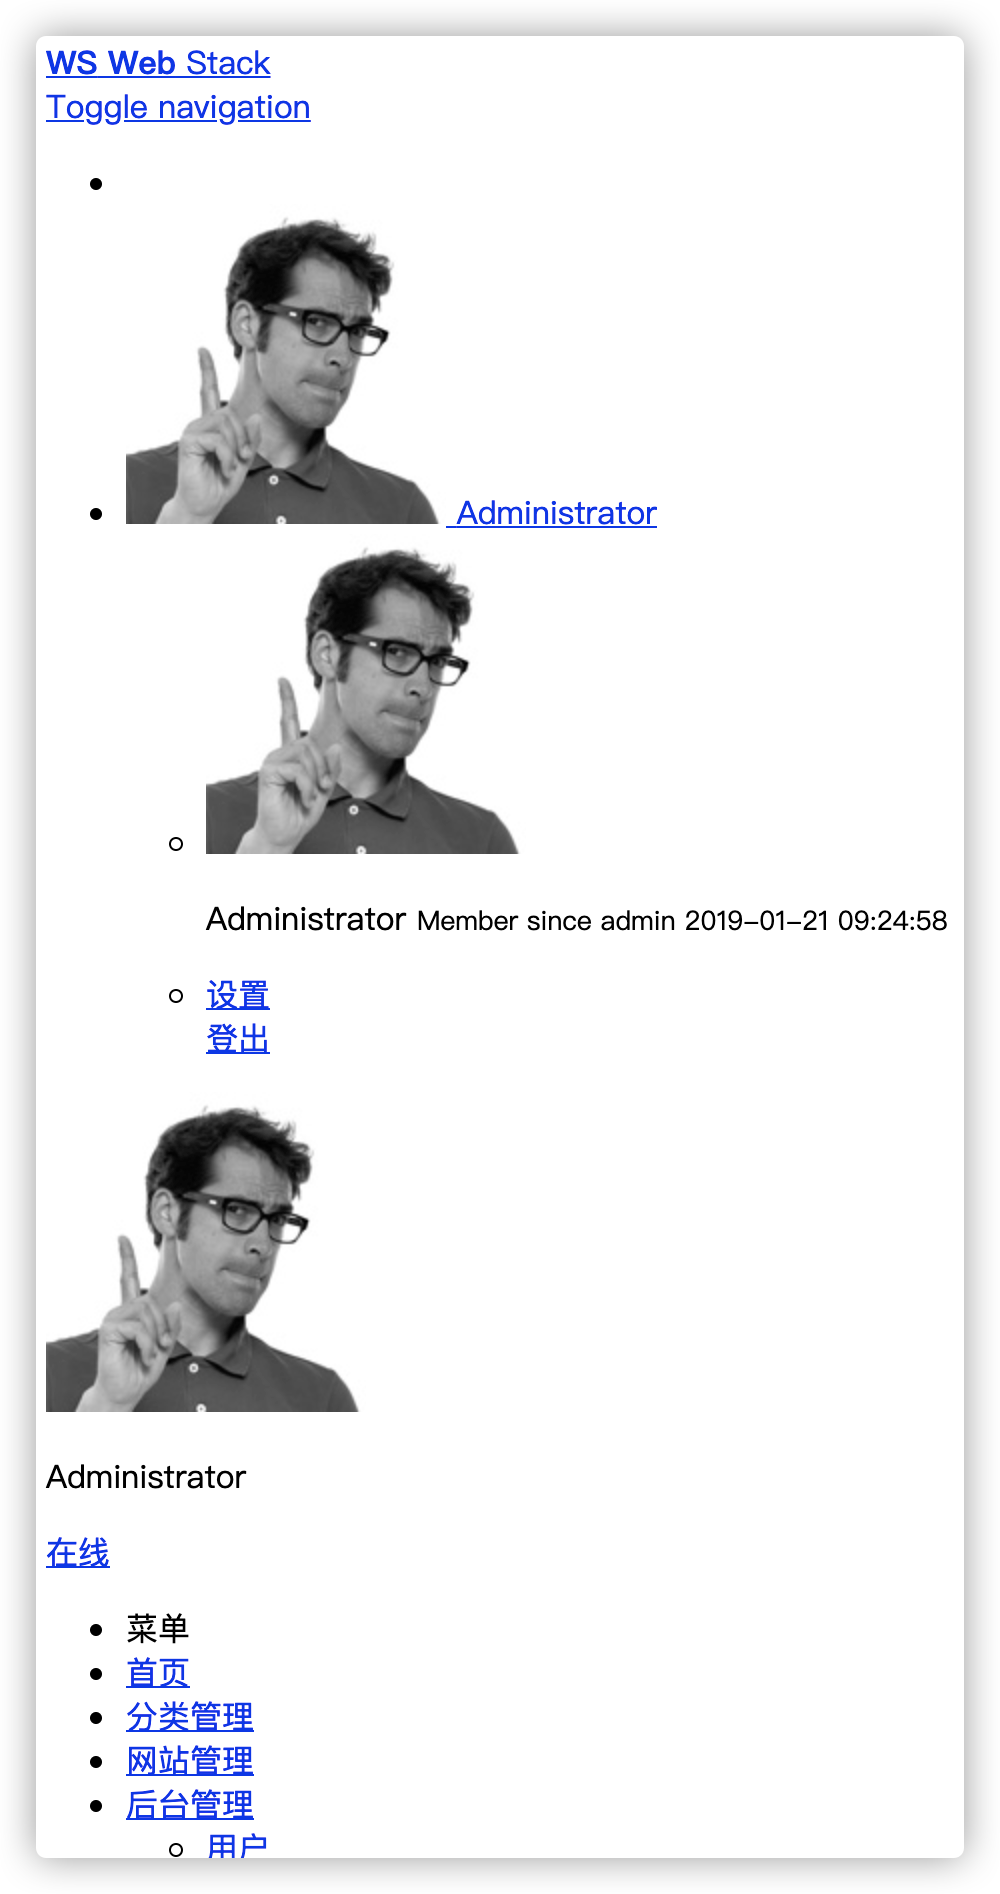 WS Web Stack
Toggle navigation
Administrator
Administrator Member since admin 2019-01-21 09:24:58
设置
登出
Administrator
在线
菜单
首页
分类管理
网站管理
后台管理
用户